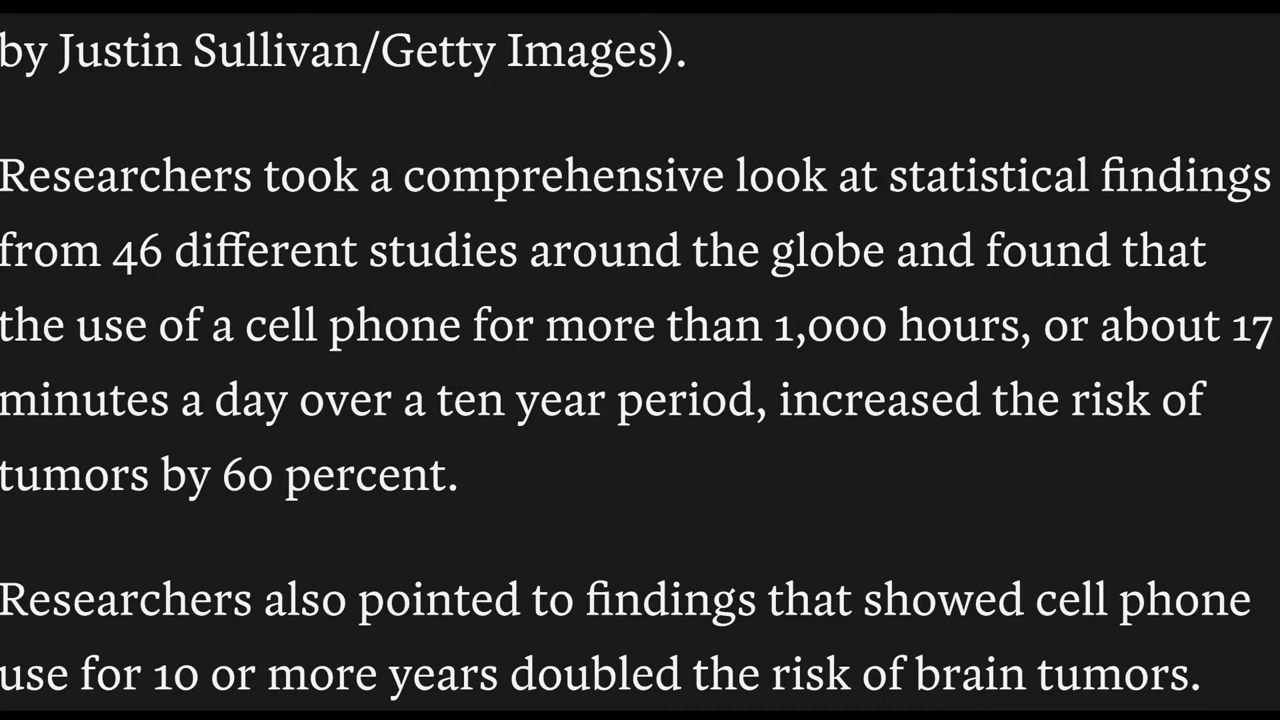 by Justin Sullivan/Getty Images).
Researchers took a comprehensive look at statistical findings
from 46 different studies around the globe and found that
the use of a cell phone for more than 1,000 hours, or about 17
minutes a day over a ten year period, increased the risk of
tumors by 60 percent.
Researchers also pointed to findings that showed cell phone
use for 10 or more years doubled the risk of brain tumors.